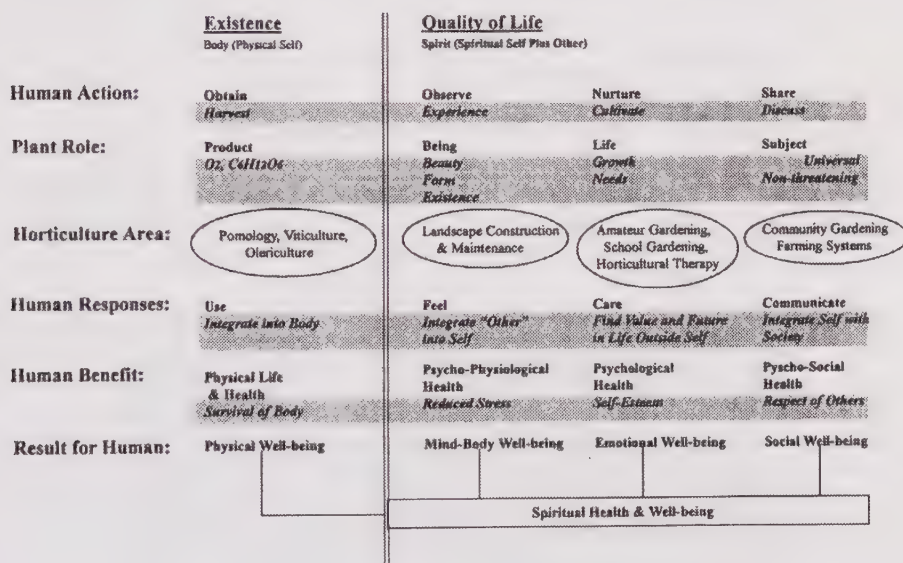 Existence Quality of Life
Body (Physical Self) Spirit (Spiritual Self Plus Other)
Human Action: Obtain Observe Nurture Share
Harvest Experience Cultivate Discuss
Plant Role: Product Being Life Subject
O2, C6H12O6 Beauty Growth Universal
Form Needs Non-threatening
Existence
Horticulture Area: Pomology, Viticulture, Olericulture
Landscape Construction & Maintenance
Amateur Gardening, School Gardening, Horticultural Therapy
Community Gardening Farming Systems
Human Responses: Use Feel Care Communicate
Integrate into Body Integrate "Other" Find Value and Future Integrate Self with
into Self in Life Outside Self Society
Human Benefit: Physical Life Psycho-Physiological Psychological Pyscho-Social
& Health Health Health Health
Survival of Body Reduced Stress Self-Esteem Respect of Others
Result for Human: Physical Well-being Mind-Body Well-being Emotional Well-being Social Well-being
Spiritual Health & Well-being